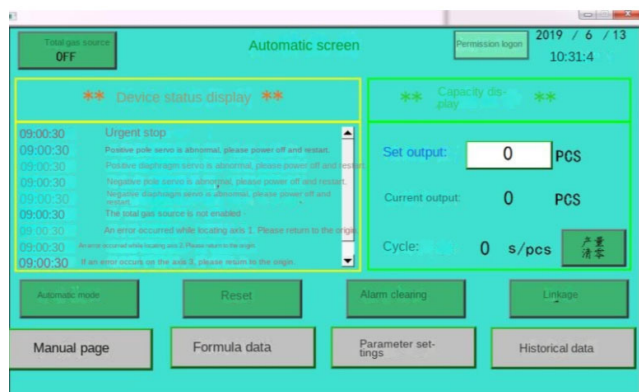 Total gas source
OFF
Automatic screen
Permission logon
2019 / 6 / 13
10:31:4
** Device status display **
** Capacity dis-
play **
09:00:30 Urgent stop
09:00:30 Positive pole servo is abnormal, please power off and restart.
09:00:30 Positive diaphragm servo is abnormal, please power off and restart.
09:00:30 Negative pole servo is abnormal, please power off and restart.
09:00:30 Negative diaphragm servo is abnormal, please power off and
restart.
09:00:30 The total gas source is not enabled
09:00:30 An error occurred while locating axis 1. Please return to the origin.
09:00:30 An error occurred while locating axis 2. Please return to the origin.
09:00:30 If an error occurs on the axis 3, please return to the origin.
Set output: 0 PCS
Current output: 0 PCS
Cycle: 0 s/pcs
产量
清零
Automatic mode
Reset
Alarm clearing
Linkage
Manual page
Formula data
Parameter set-
tings
Historical data